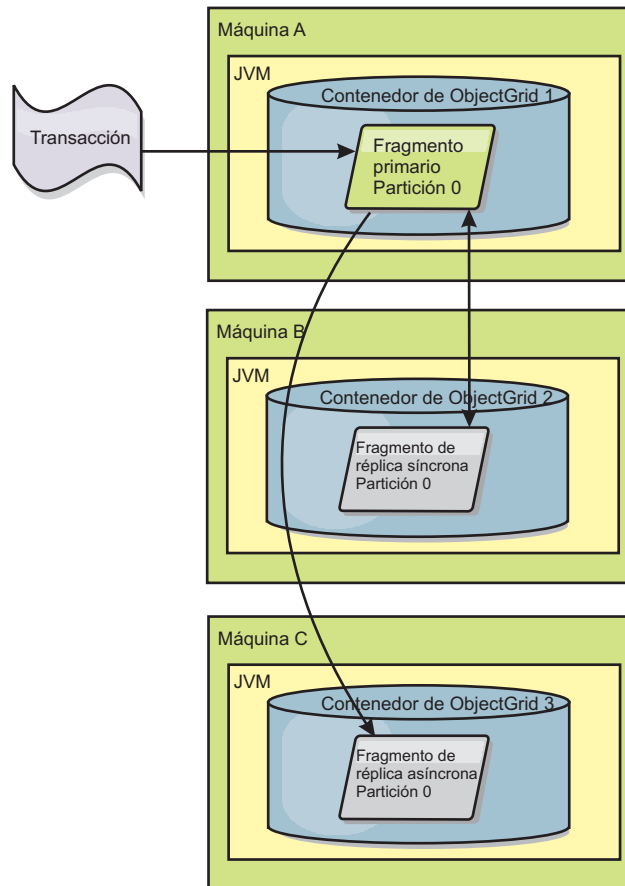 Máquina A
JVM
Contenedor de ObjectGrid 1
Transacción
Fragmento
primario
Partición 0
Máquina B
JVM
Contenedor de ObjectGrid 2
Fragmento de
réplica síncrona
Partición 0
Máquina C
JVM
Contenedor de ObjectGrid 3
Fragmento de
réplica asíncrona
Partición 0